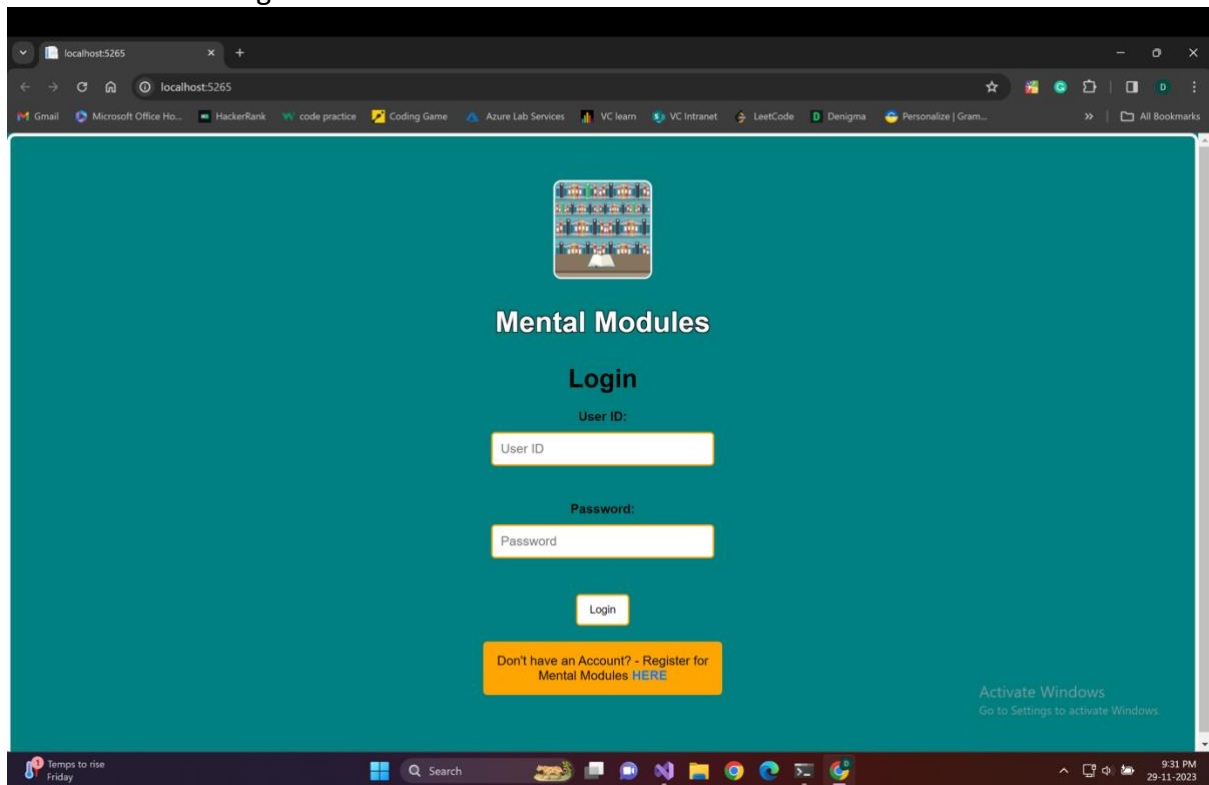 localhost:5265
localhost:5265
Gmail Microsoft Office Ho... HackerRank code practice Coding Game Azure Lab Services VC learn VC Intranet LeetCode Denigma Personalize | Gram... All Bookmarks
Mental Modules
Login
User ID:
User ID
Password:
Password
Login
Don't have an Account? - Register for
Mental Modules HERE
Activate Windows
Go to Settings to activate Windows.
Temps to rise
Friday
Search
9:31 PM
29-11-2023